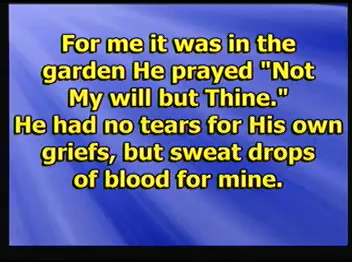 For me it was in the
garden He prayed "Not
My will but Thine."
He had no tears for His own
griefs, but sweat drops
of blood for mine.